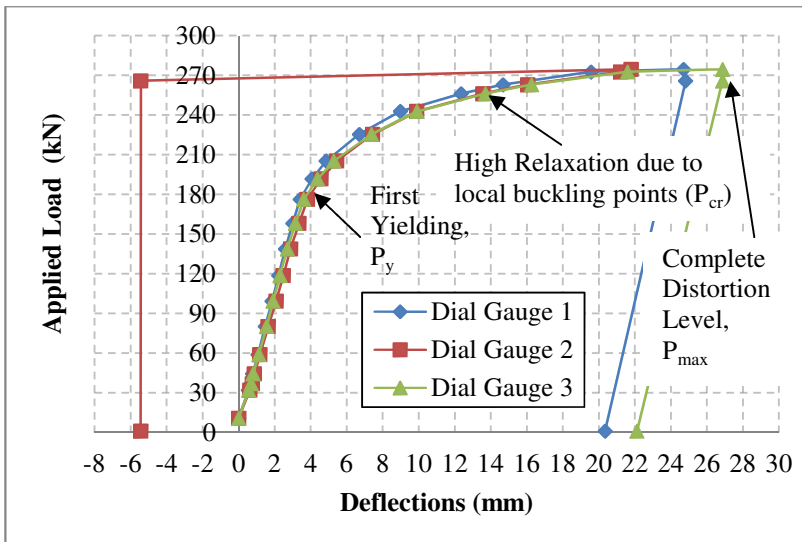 300
270
240
210
180
150
120
90
60
30
0
-8 -6 -4 -2 0 2 4 6 8 10 12 14 16 18 20 22 24 26 28 30
Applied Load (kN)
Deflections (mm)
High Relaxation due to
local buckling points (Pcr)
First
Yielding,
Py
Complete
Distortion
Level,
Pmax
Dial Gauge 1
Dial Gauge 2
Dial Gauge 3